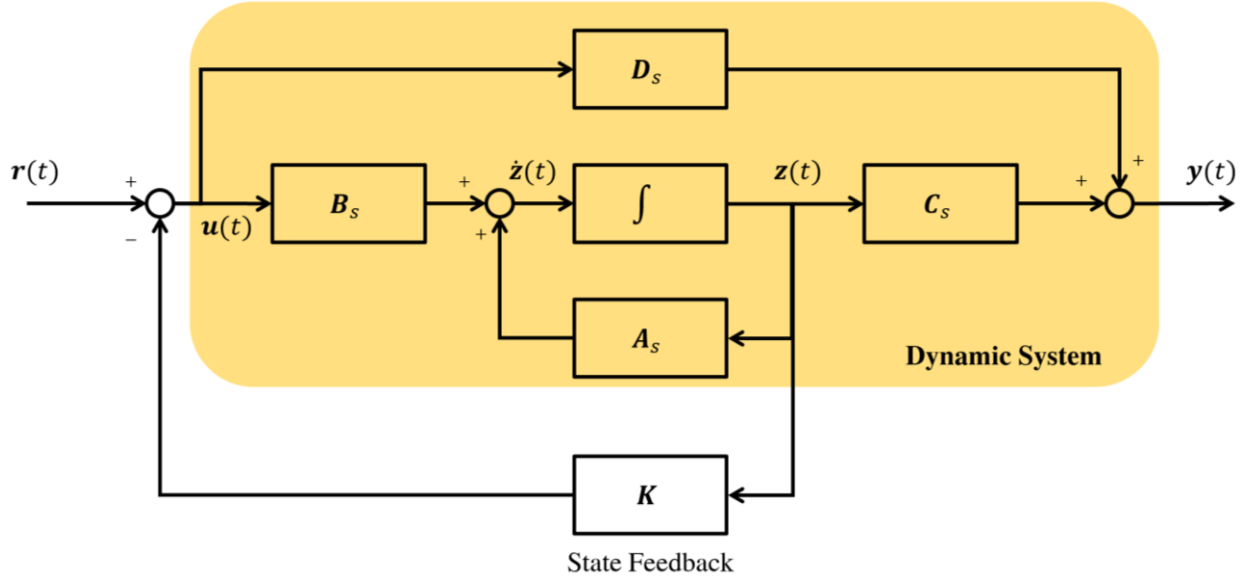 D_s
r(t)
+
−
u(t)
B_s
+
+
ż(t)
∫
z(t)
C_s
+
+
y(t)
A_s
Dynamic System
K
State Feedback